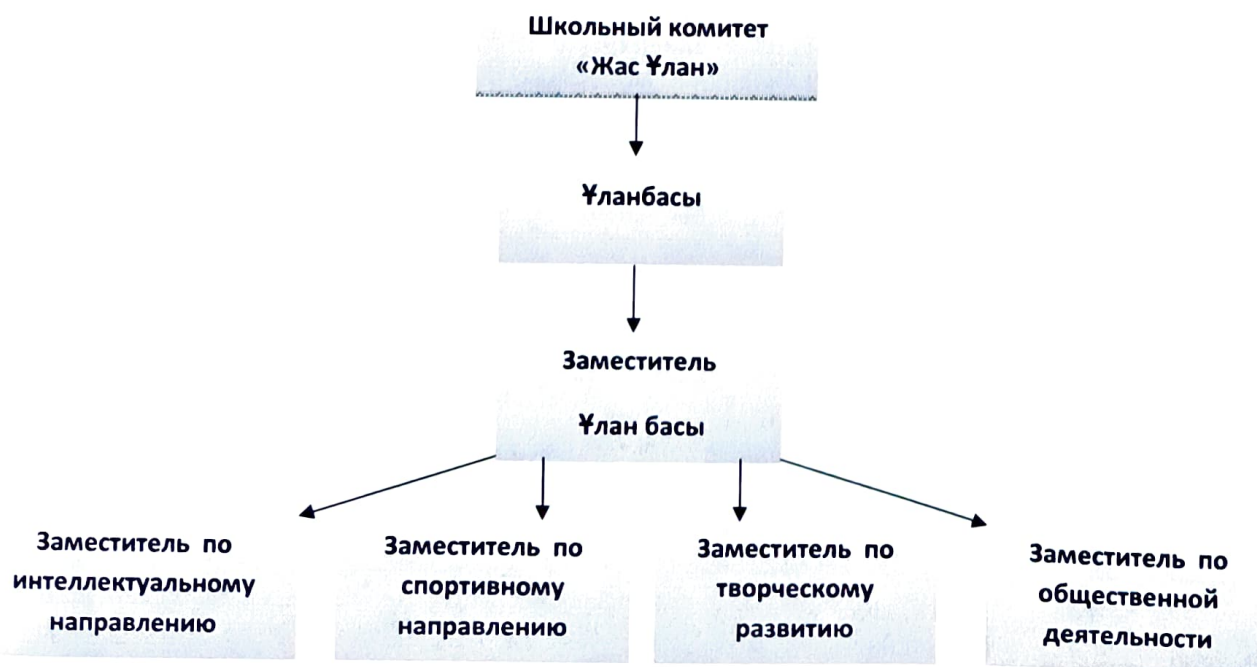 Школьный комитет
«Жас Ұлан»
Ұланбасы
Заместитель
Ұлан басы
Заместитель по
интеллектуальному
направлению
Заместитель по
спортивному
направлению
Заместитель по
творческому
развитию
Заместитель по
общественной
деятельности